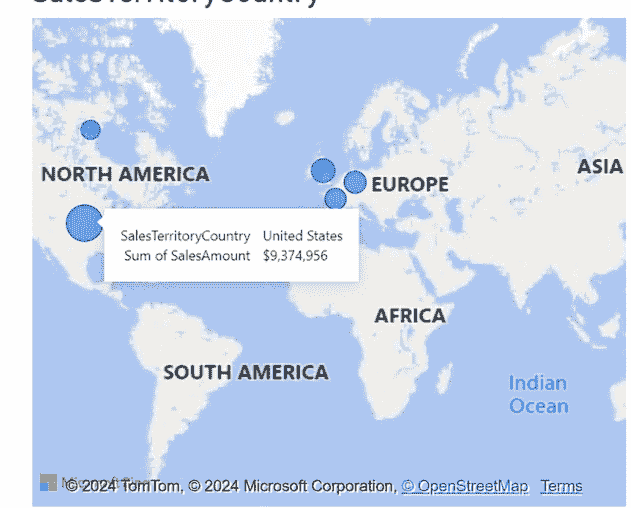 SalesTerritoryCountry
NORTH AMERICA
EUROPE
ASIA
SalesTerritoryCountry United States
Sum of SalesAmount $9,374,956
AFRICA
SOUTH AMERICA
Indian
Ocean
© 2024 TomTom, © 2024 Microsoft Corporation, © OpenStreetMap Terms